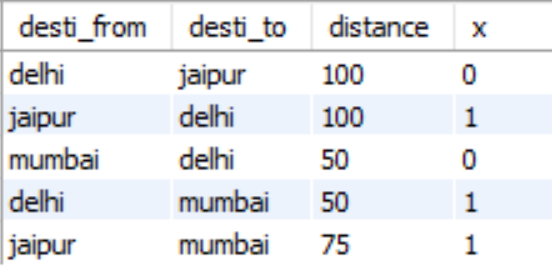 desti_from desti_to distance x
delhi jaipur 100 0
jaipur delhi 100 1
mumbai delhi 50 0
delhi mumbai 50 1
jaipur mumbai 75 1